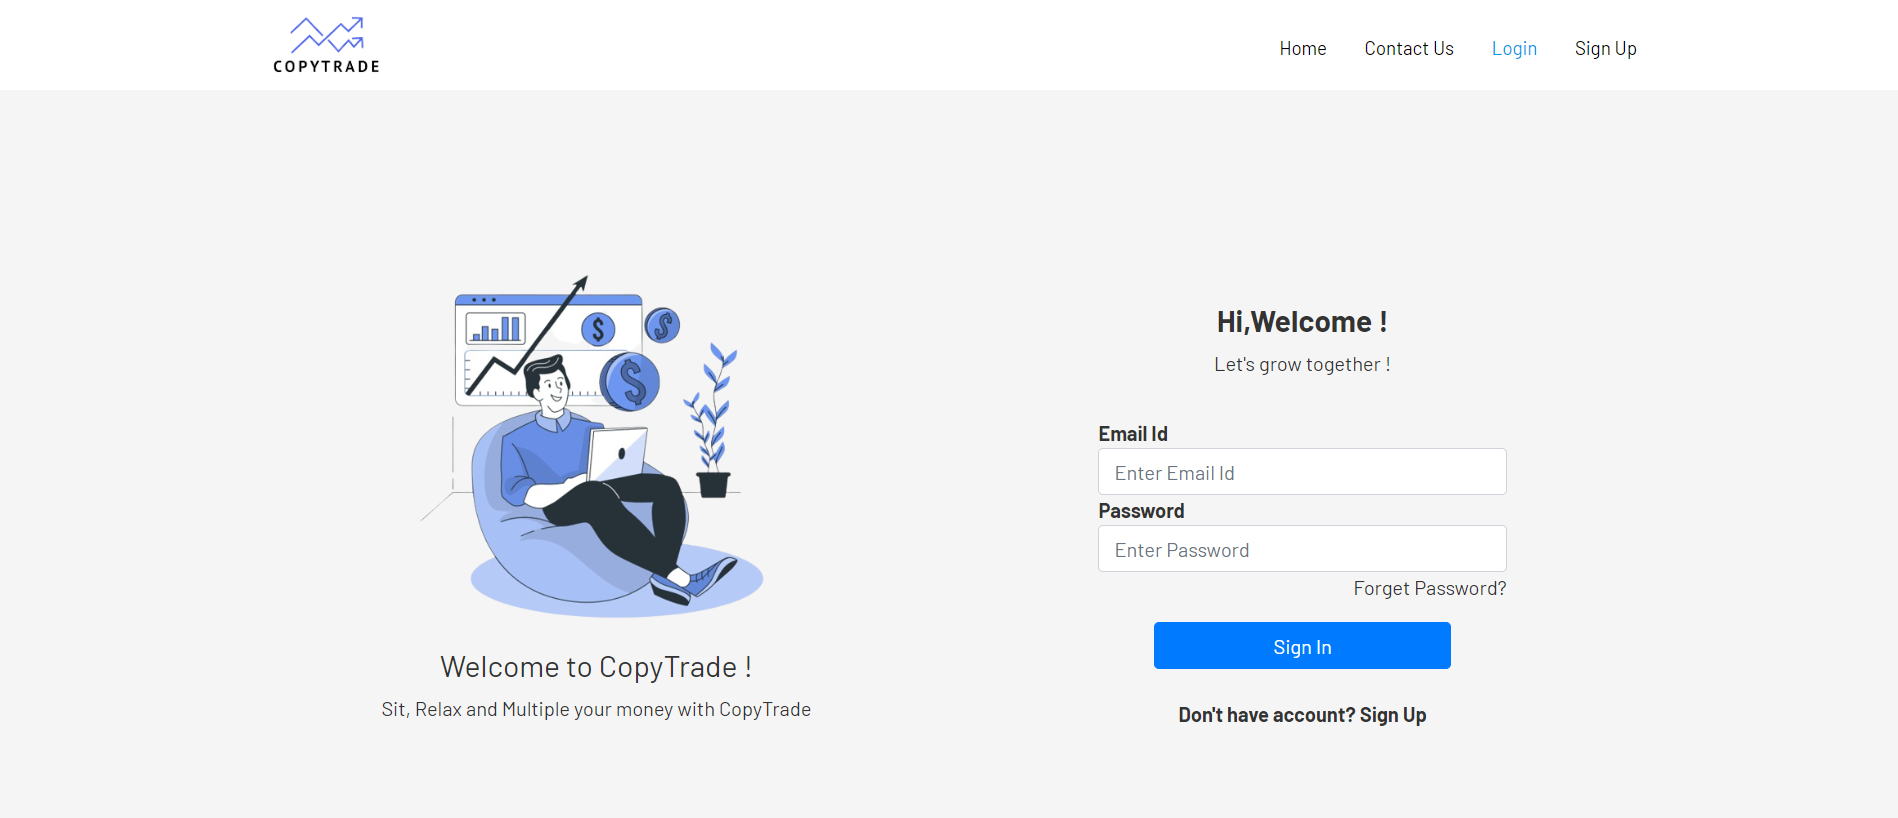 COPYTRADE
Home
Contact Us
Login
Sign Up
Welcome to CopyTrade !
Sit, Relax and Multiple your money with CopyTrade
Hi,Welcome !
Let's grow together !
Email Id
Enter Email Id
Password
Enter Password
Forget Password?
Sign In
Don't have account? Sign Up